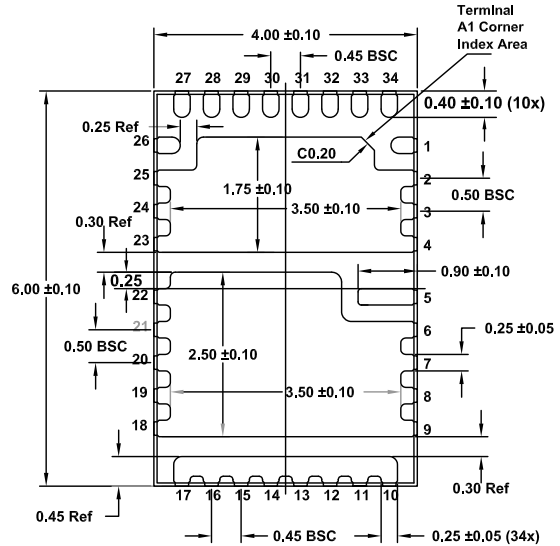 Terminal
A1 Corner
Index Area
4.00 ±0.10
0.45 BSC
27 28 29 30 31 32 33 34
0.40 ±0.10 (10x)
0.25 Ref
26
C0.20
1
25
2
1.75 ±0.10
0.50 BSC
24
3.50 ±0.10
3
0.30 Ref
23
4
0.25
0.90 ±0.10
6.00 ±0.10
22
5
21
6
0.25 ±0.05
0.50 BSC
2.50 ±0.10
20
7
19
3.50 ±0.10
8
18
9
17 16 15 14 13 12 11 10
0.30 Ref
0.45 Ref
0.45 BSC
0.25 ±0.05 (34x)